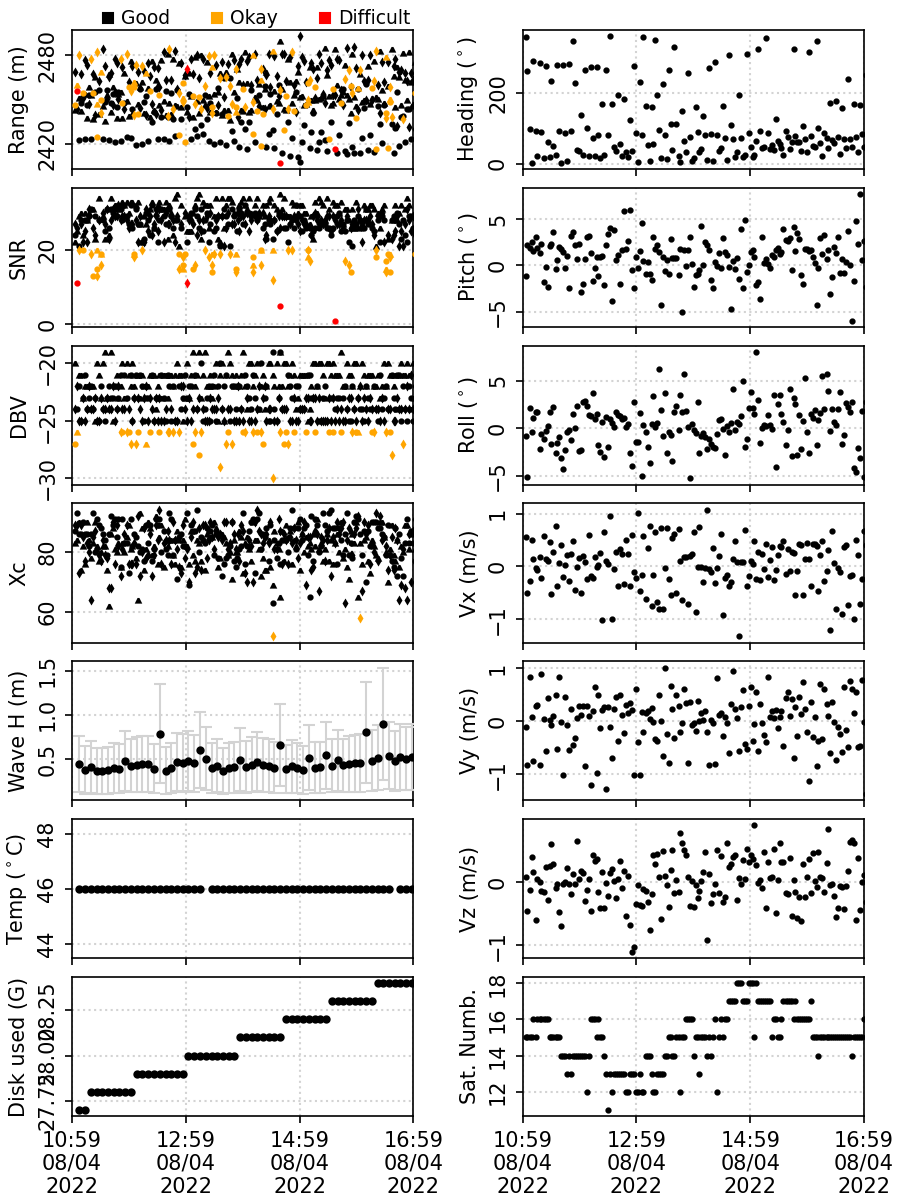 Good Okay Difficult
Range (m)
2480
2420
Heading (°)
200
0
SNR
20
0
Pitch (°)
5
0
−5
DBV
−20
−25
−30
Roll (°)
5
0
−5
Xc
80
60
Vx (m/s)
1
0
−1
Wave H (m)
1.5
1.0
0.5
Vy (m/s)
1
0
−1
Temp (°C)
48
46
44
Vz (m/s)
0
−1
Disk used (G)
28.25
28.00
27.75
Sat. Numb.
18
16
14
12
10:59 12:59 14:59 16:59
08/04 08/04 08/04 08/04
2022 2022 2022 2022
10:59 12:59 14:59 16:59
08/04 08/04 08/04 08/04
2022 2022 2022 2022